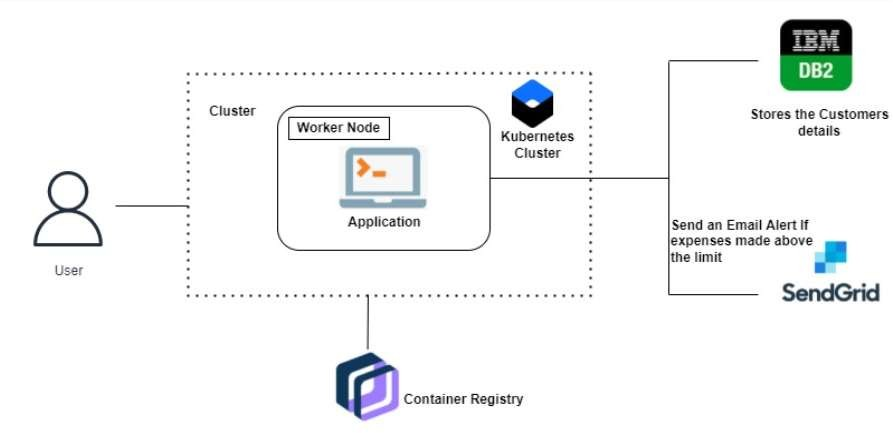 IBM
DB2
Stores the Customers
details
Cluster
Worker Node
Kubernetes
Cluster
Application
User
Send an Email Alert If
expenses made above
the limit
SendGrid
Container Registry